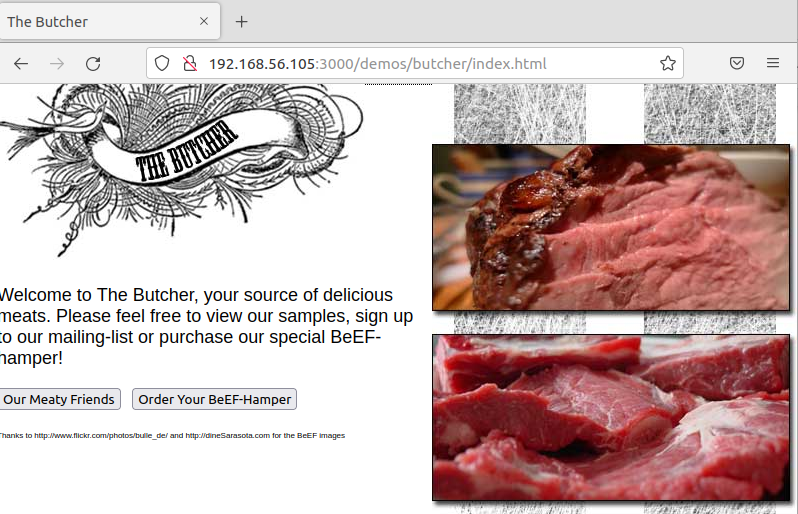 The Butcher
192.168.56.105:3000/demos/butcher/index.html
THE BUTCHER
Welcome to The Butcher, your source of delicious
meats. Please feel free to view our samples, sign up
to our mailing-list or purchase our special BeEF-
hamper!
Our Meaty Friends
Order Your BeEF-Hamper
Thanks to http://www.flickr.com/photos/bulle_de/ and http://dineSarasota.com for the BeEF images